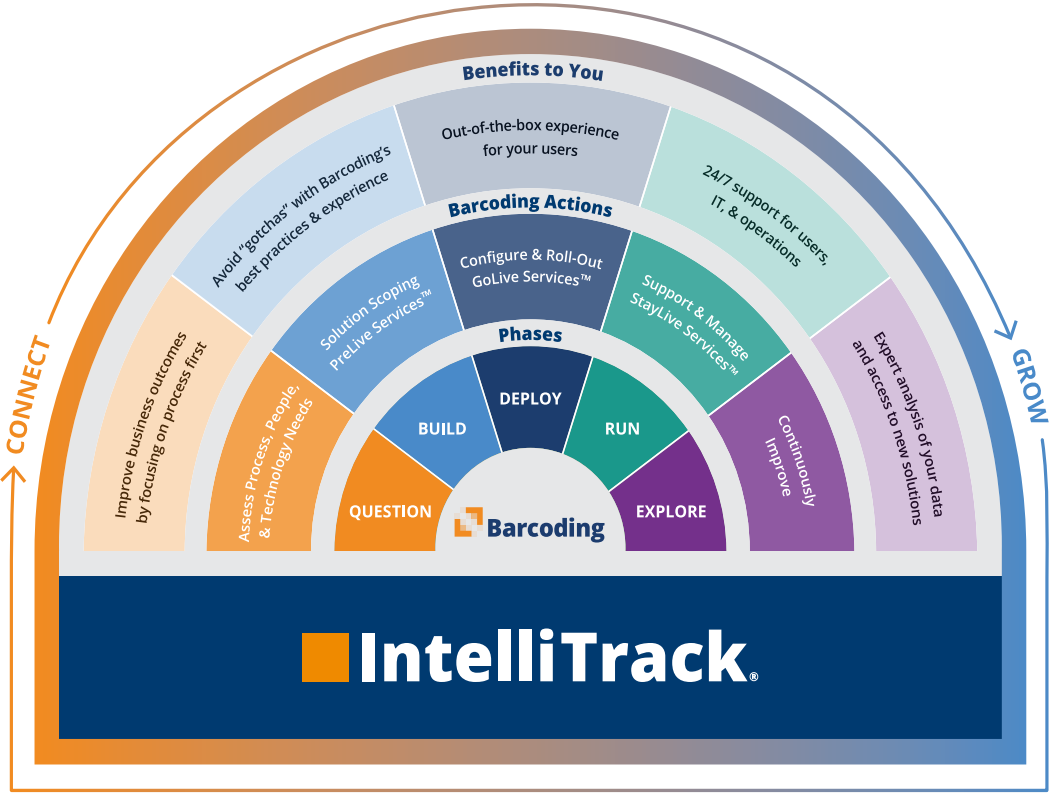 Benefits to You
Improve business outcomes
by focusing on process first
Avoid “gotchas” with Barcoding’s
best practices & experience
Out-of-the-box experience
for your users
24/7 support for users,
IT, & operations
Expert analysis of your data
and access to new solutions
Barcoding Actions
Assess Process, People,
& Technology Needs
Solution Scoping
PreLive Services™
Configure & Roll-Out
GoLive Services™
Support & Manage
StayLive Services™
Continuously
Improve
Phases
QUESTION
BUILD
DEPLOY
RUN
EXPLORE
Barcoding
CONNECT
GROW
IntelliTrack®